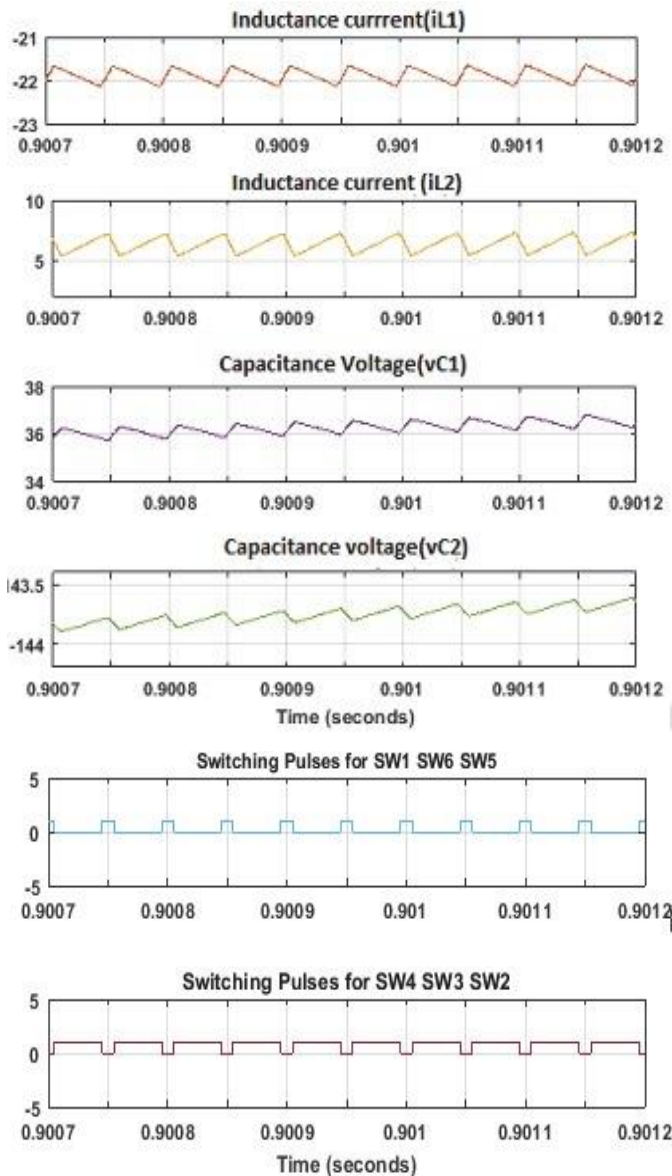 Inductance currrent(iL1)
-21
-22
-23
0.9007 0.9008 0.9009 0.901 0.9011 0.9012
Inductance current (iL2)
10
5
0.9007 0.9008 0.9009 0.901 0.9011 0.9012
Capacitance Voltage(vC1)
38
36
34
0.9007 0.9008 0.9009 0.901 0.9011 0.9012
Capacitance voltage(vC2)
143.5
-144
0.9007 0.9008 0.9009 0.901 0.9011 0.9012
Time (seconds)
Switching Pulses for SW1 SW6 SW5
5
0
-5
0.9007 0.9008 0.9009 0.901 0.9011 0.9012
Switching Pulses for SW4 SW3 SW2
5
0
-5
0.9007 0.9008 0.9009 0.901 0.9011 0.9012
Time (seconds)